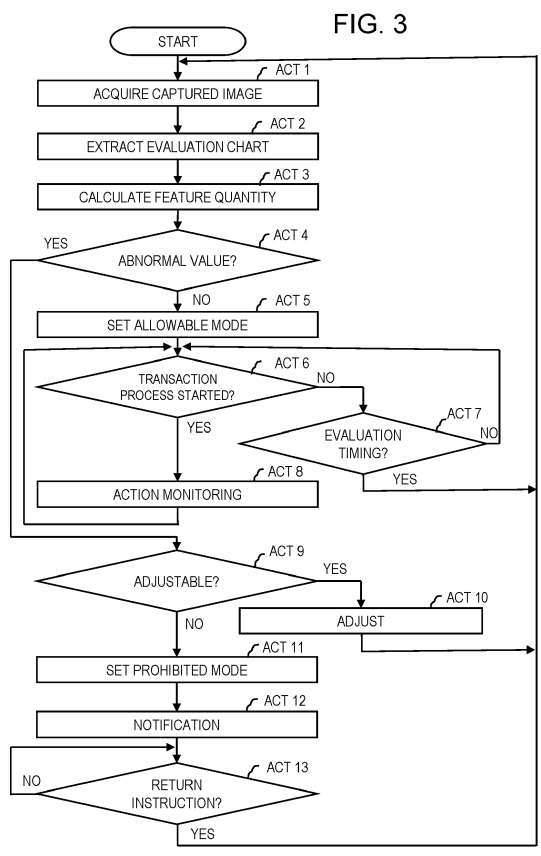 FIG. 3
START
ACT 1
ACQUIRE CAPTURED IMAGE
ACT 2
EXTRACT EVALUATION CHART
ACT 3
CALCULATE FEATURE QUANTITY
ACT 4
YES
ABNORMAL VALUE?
NO
ACT 5
SET ALLOWABLE MODE
ACT 6
TRANSACTION
PROCESS STARTED?
NO
YES
ACT 7
EVALUATION
TIMING?
NO
YES
ACT 8
ACTION MONITORING
ACT 9
ADJUSTABLE?
YES
NO
ACT 10
ADJUST
ACT 11
SET PROHIBITED MODE
ACT 12
NOTIFICATION
ACT 13
NO
RETURN
INSTRUCTION?
YES